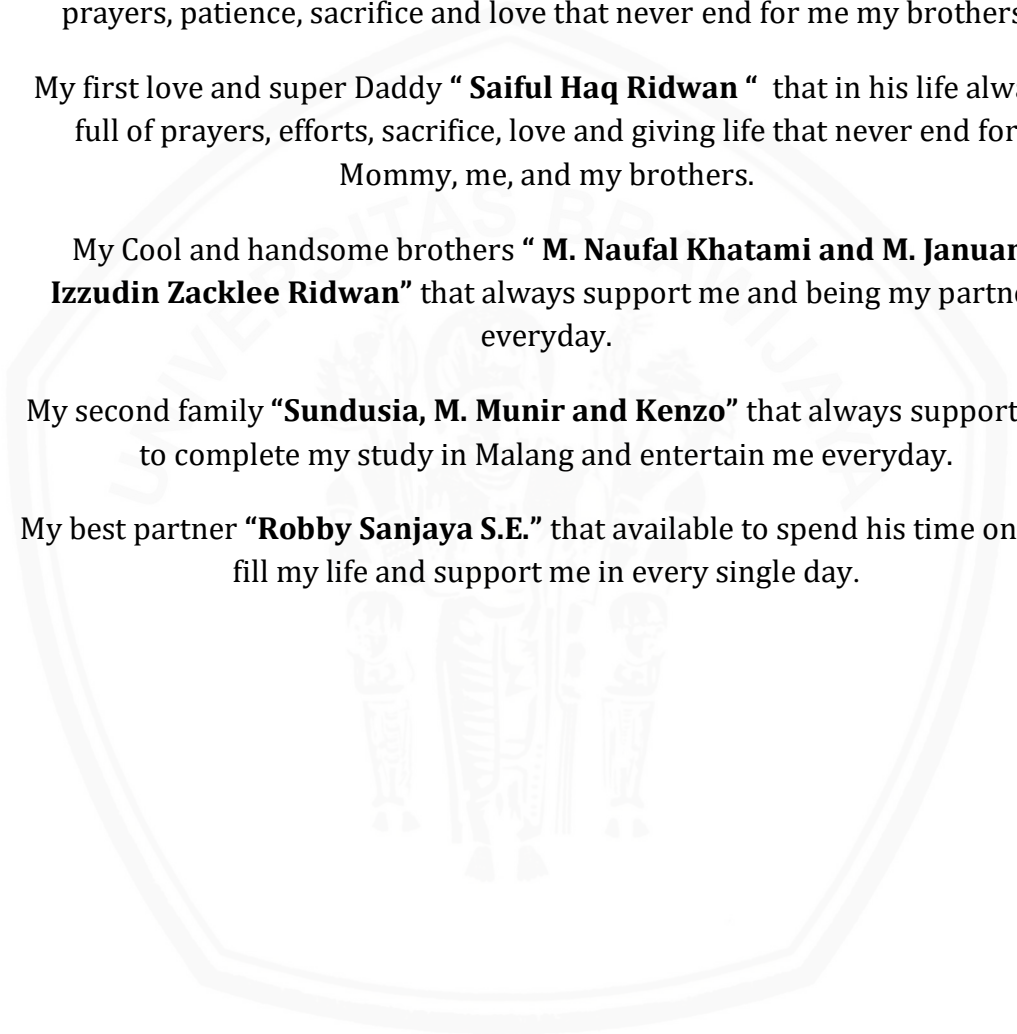 prayers, patience, sacrifice and love that never end for me my brothers
My first love and super Daddy “ Saiful Haq Ridwan “ that in his life
full of prayers, efforts, sacrifice, love and giving life that never end for
Mommy, me, and my brothers.
My Cool and handsome brothers “ M. Naufal Khatami and M.
Izzudin Zacklee Ridwan” that always support me and being my
everyday.
My second family “Sundusia, M. Munir and Kenzo” that always support
to complete my study in Malang and entertain me everyday.
My best partner “Robby Sanjaya S.E.” that available to spend his time on
fill my life and support me in every single day.
UNIVERSITAS BRAWIJAYA